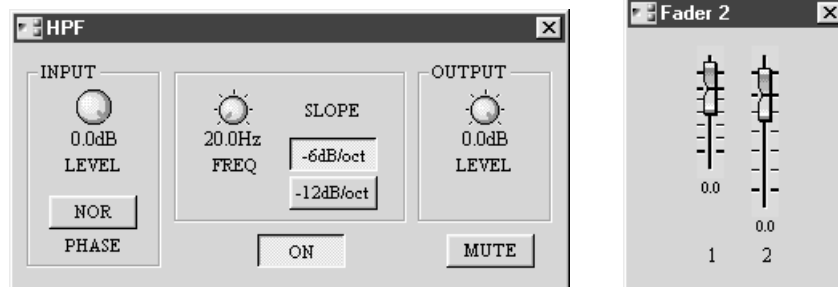 HPF
INPUT
0.0dB
LEVEL
NOR
PHASE
20.0Hz
FREQ
SLOPE
-6dB/oct
-12dB/oct
ON
OUTPUT
0.0dB
LEVEL
MUTE
Fader 2
0.0
0.0
1 2